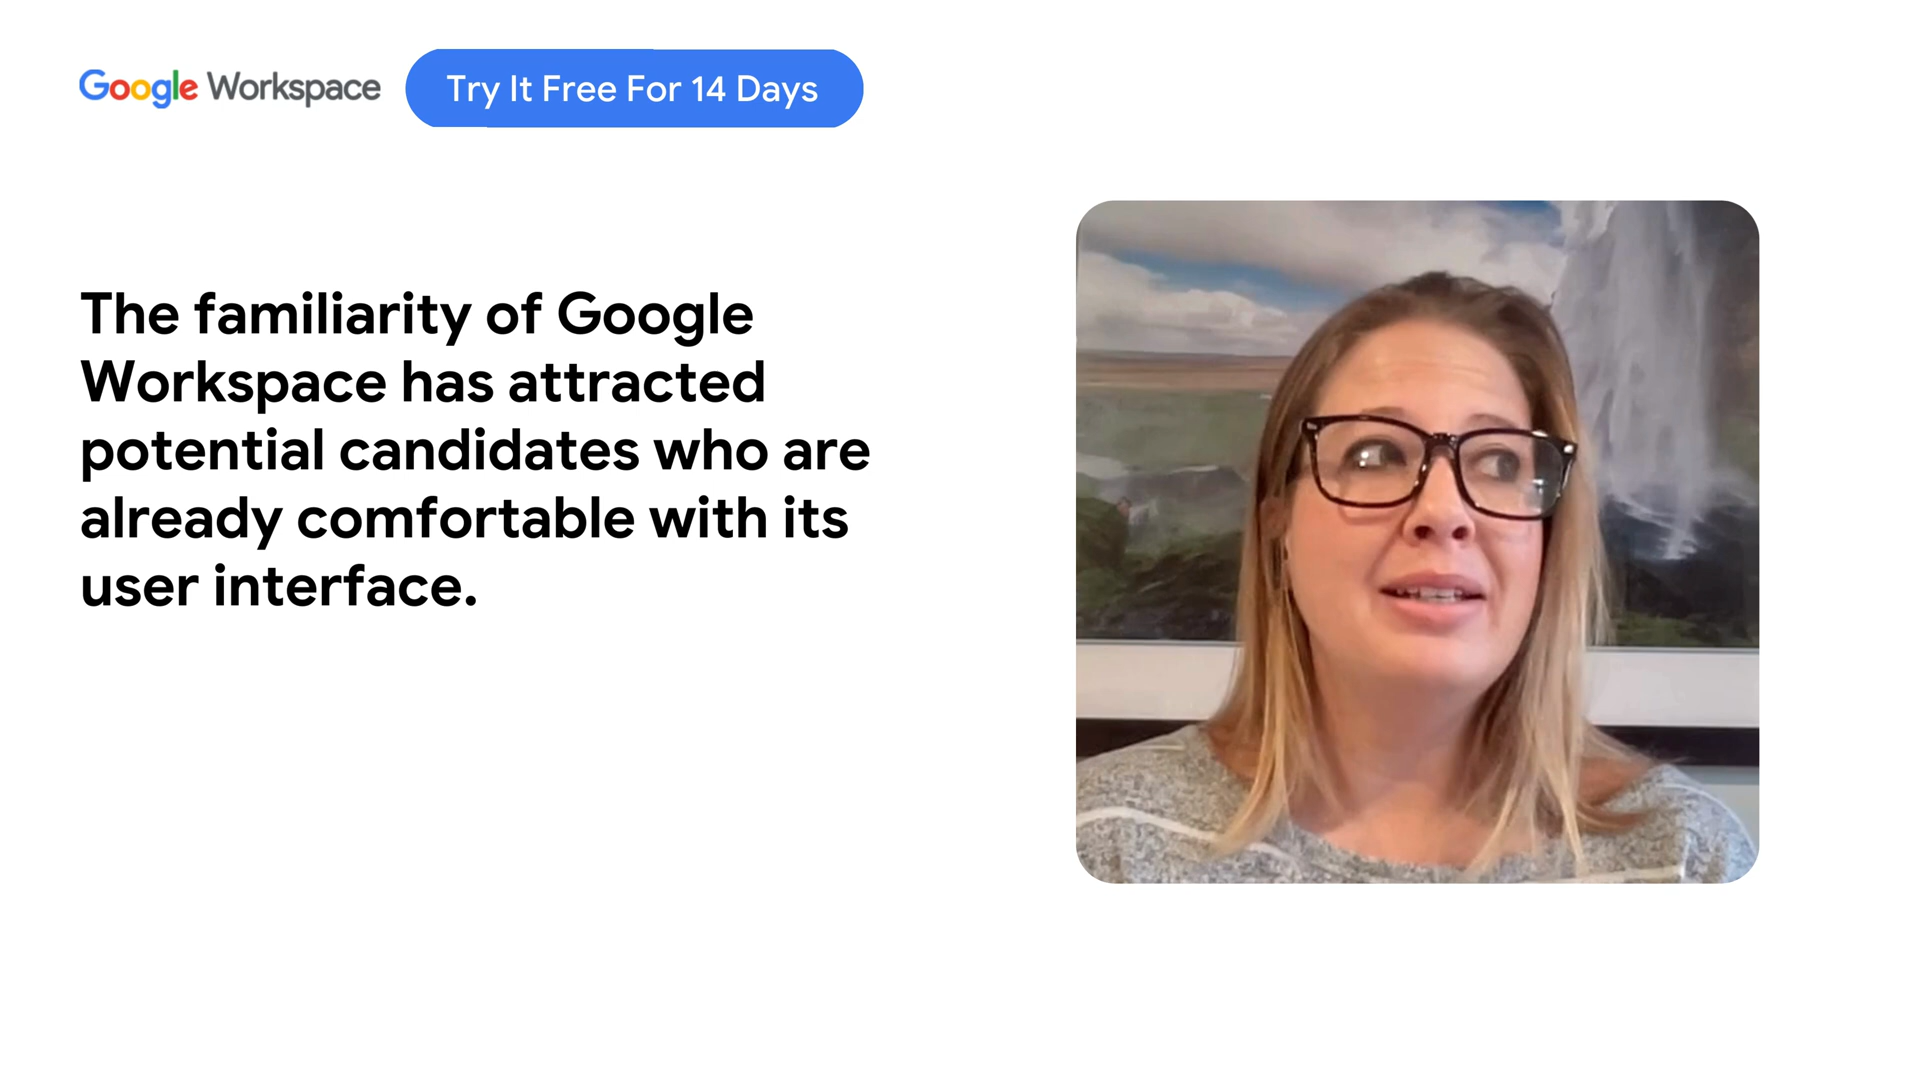 Google Workspace
Try It Free For 14 Days
The familiarity of Google
Workspace has attracted
potential candidates who are
already comfortable with its
user interface.